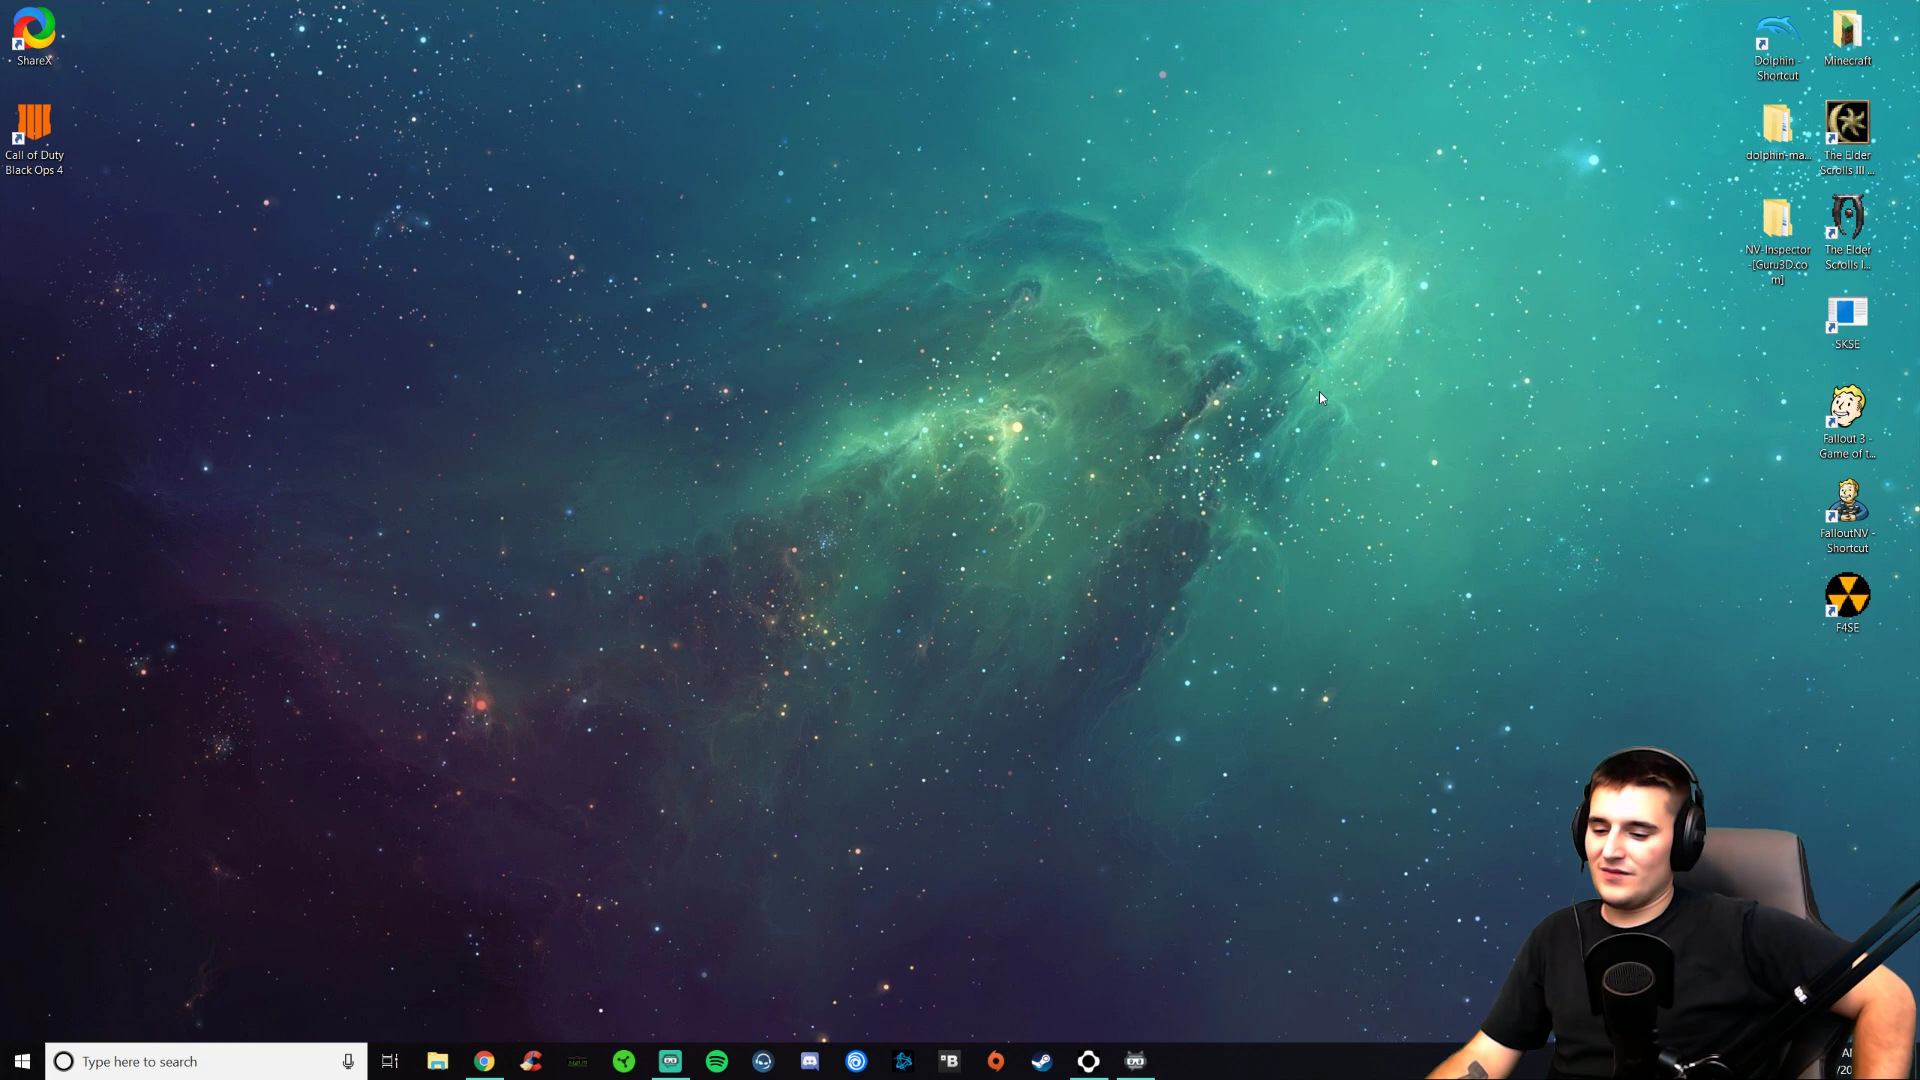 ShareX
Call of Duty
Black Ops 4
Dolphin -
Shortcut
Minecraft
dolphin-ma...
The Elder
Scrolls III ...
NV-Inspector
-[Guru3D.co
m]
The Elder
Scrolls I...
SKSE
Fallout 3 -
Game of t...
FalloutNV -
Shortcut
F4SE
Type here to search
B